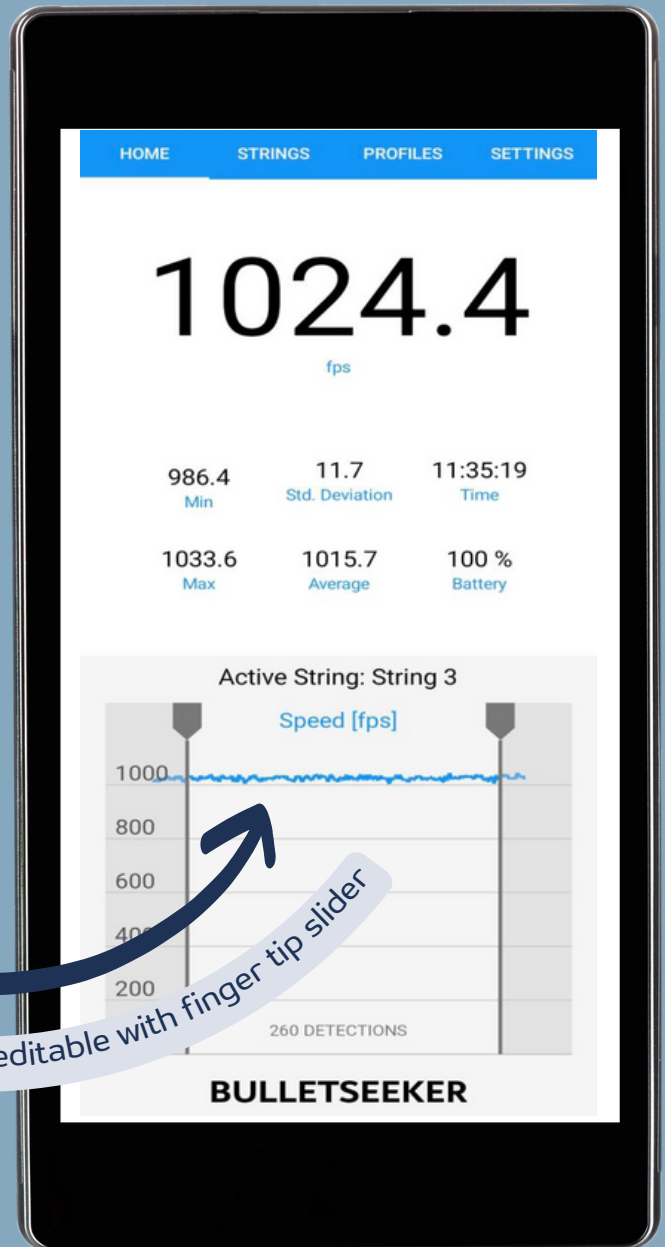 HOME STRINGS PROFILES SETTINGS
1024.4
fps
986.4 11.7 11:35:19
Min Std. Deviation Time
1033.6 1015.7 100 %
Max Average Battery
Active String: String 3
Speed [fps]
1000
800
600
400
200
260 DETECTIONS
editable with finger tip slider
BULLETSEEKER